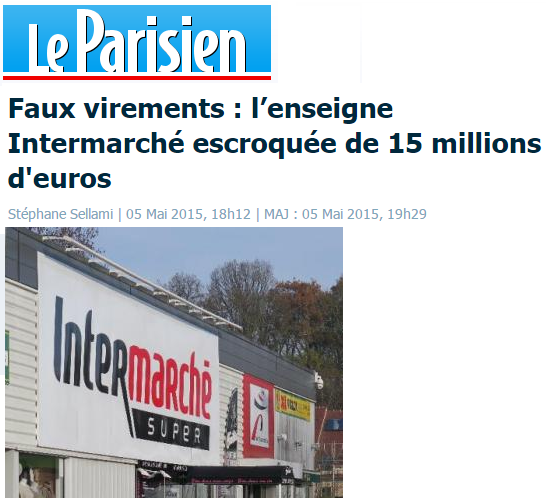 Le Parisien
Faux virements : l’enseigne
Intermarché escroquée de 15 millions
d'euros
Stéphane Sellami | 05 Mai 2015, 18h12 | MAJ : 05 Mai 2015, 19h29
Intermarché
SUPER